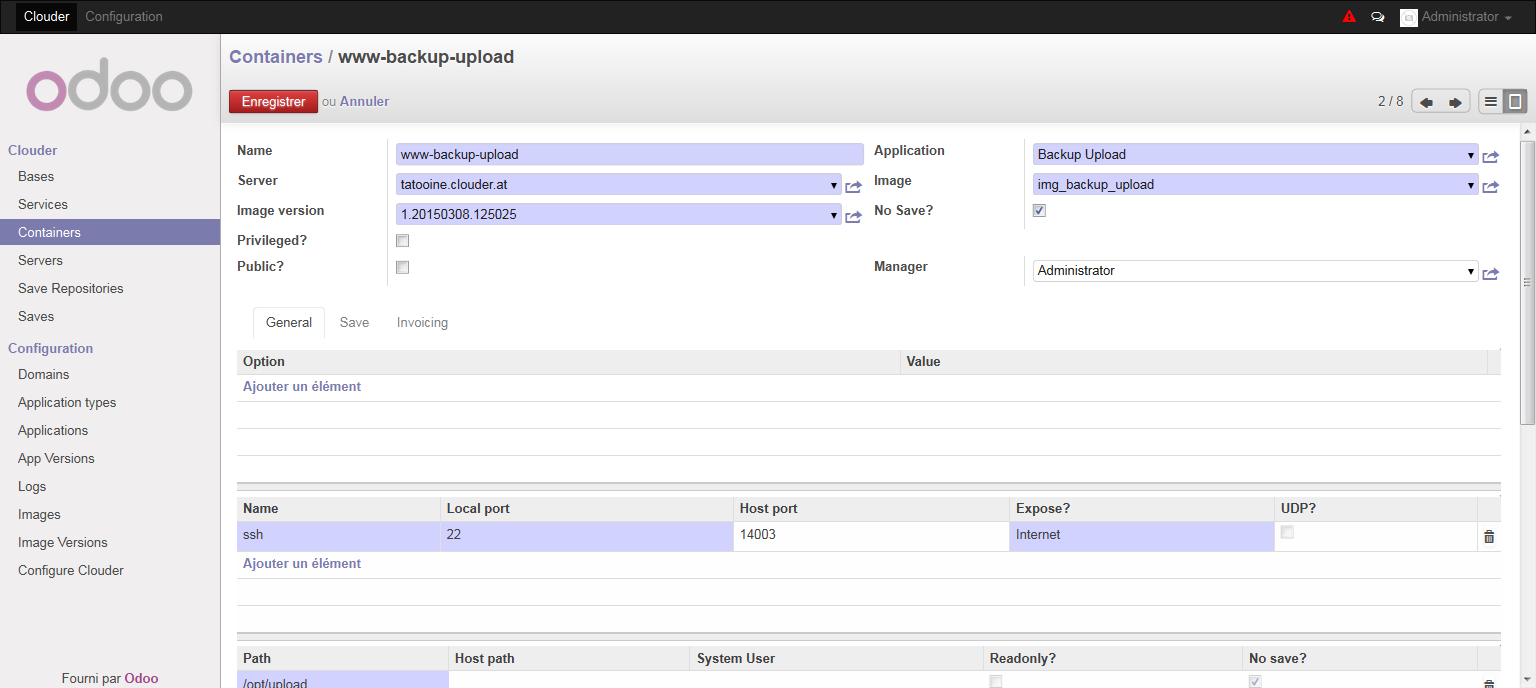 Clouder Configuration Administrator
odoo
Containers / www-backup-upload
Enregistrer ou Annuler 2 / 8
Clouder
Bases
Services
Containers
Servers
Save Repositories
Saves
Configuration
Domains
Application types
Applications
App Versions
Logs
Images
Image Versions
Configure Clouder
Fourni par Odoo
Name www-backup-upload Application Backup Upload
Server tatooine.clouder.at Image img_backup_upload
Image version 1.20150308.125025 No Save?
Privileged?
Public? Manager Administrator
General Save Invoicing
Option Value
Ajouter un élément
Name Local port Host port Expose? UDP?
ssh 22 14003 Internet
Ajouter un élément
Path Host path System User Readonly? No save?
/opt/upload